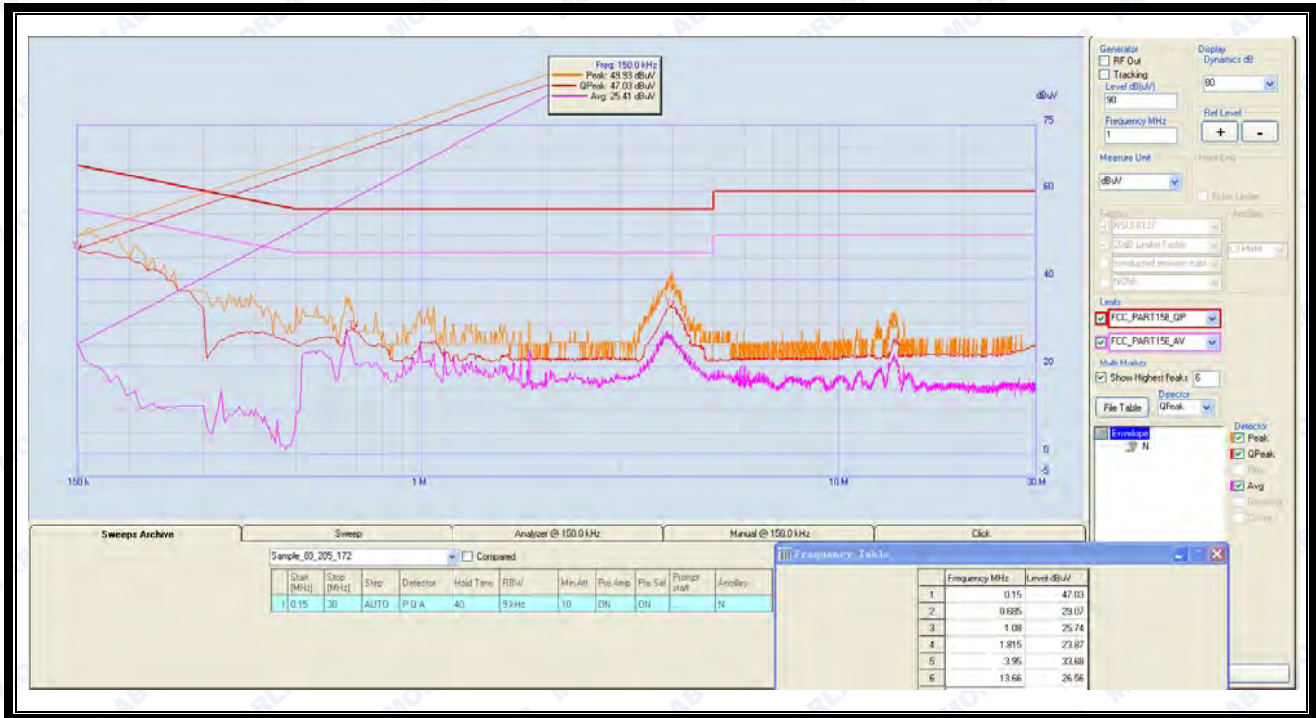 Freq: 150.0 kHz
Peak: 49.93 dBuV
QPeak: 47.03 dBuV
Avg: 25.41 dBuV
dBuV
75
60
40
20
0
-5
150 k
1 M
10 M
30 M
Generator
RF Out
Tracking
Level dB(uV)
90
Frequency MHz
1
Display
Dynamics dB
80
Ref Level
+
-
Measure Unit
dBuV
Limits
FCC_PART15B_QP
FCC_PART15B_AV
Multi Marker
Show Highest Peaks
6
File Table
Detector
QPeak
Envelope
N
Detector
Peak
QPeak
Avg
Sweeps Archive
Sweep
Analyzer @ 150.0 kHz
Manual @ 150.0 kHz
Click
Sample_80_205_172
Compared
Start [MHz] Stop [MHz] Step Detector Hold Time RBW Min Att Pre Amp Pre Sel Prompt start Ancillary
1 0.15 30 AUTO P Q A 40 9 kHz 10 ON ON ... N
Frequency Table
Frequency MHz Level dBuV
1 0.15 47.03
2 0.685 29.07
3 1.08 25.74
4 1.815 23.87
5 3.95 33.68
6 13.66 26.56